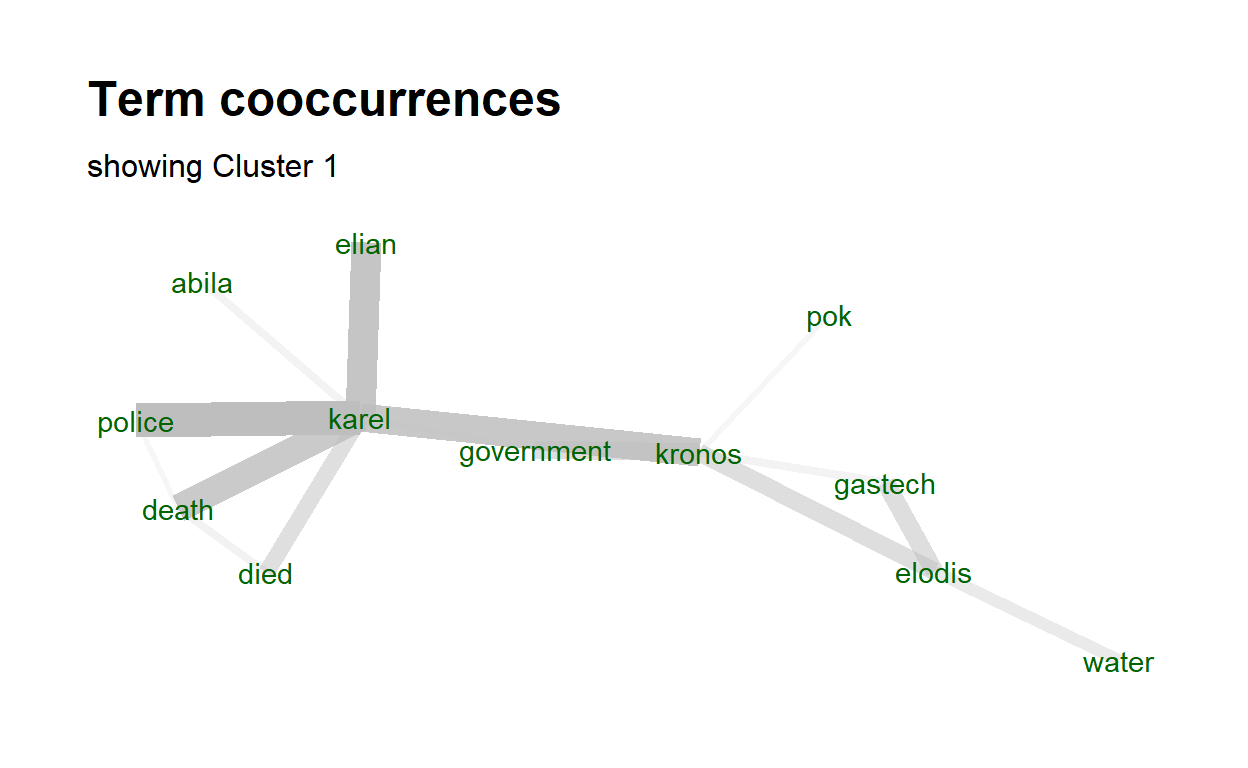 Term cooccurrences
showing Cluster 1
elian
abila
pok
police
karel
government
kronos
gastech
death
died
elodis
water